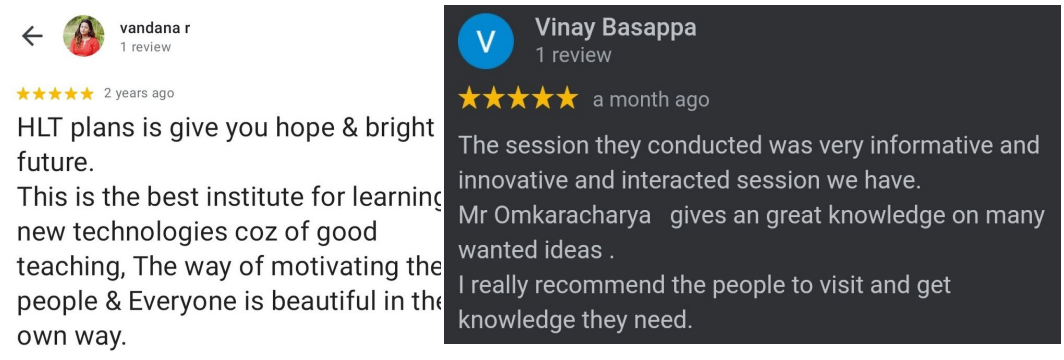 vandana r
1 review
2 years ago
HLT plans is give you hope & bright
future.
This is the best institute for learning
new technologies coz of good
teaching, The way of motivating the
people & Everyone is beautiful in the
own way.
V
Vinay Basappa
1 review
a month ago
The session they conducted was very informative and
innovative and interacted session we have.
Mr Omkaracharya gives an great knowledge on many
wanted ideas .
I really recommend the people to visit and get
knowledge they need.